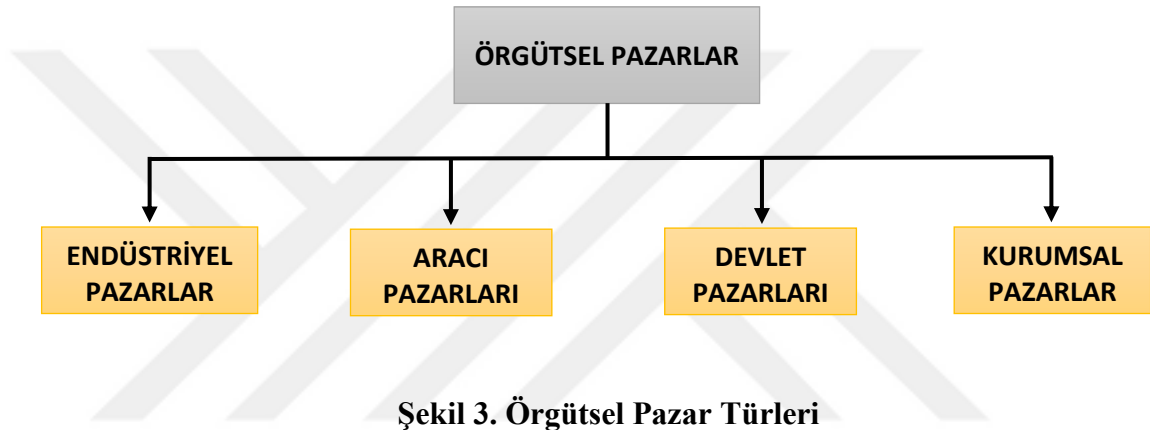 ÖRGÜTSEL PAZARLAR
ENDÜSTRİYEL
PAZARLAR
ARACI
PAZARLARI
DEVLET
PAZARLARI
KURUMSAL
PAZARLAR
Şekil 3. Örgütsel Pazar Türleri